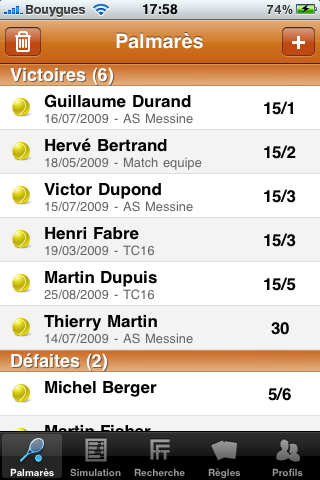 Bouygues 17:58 74%
Palmarès
Victoires (6)
Guillaume Durand 15/1
16/07/2009 - AS Messine
Hervé Bertrand 15/2
18/05/2009 - Match equipe
Victor Dupond 15/3
15/07/2009 - AS Messine
Henri Fabre 15/3
19/03/2009 - TC16
Martin Dupuis 15/5
25/08/2009 - TC16
Thierry Martin 30
14/07/2009 - AS Messine
Défaites (2)
Michel Berger 5/6
Martin Fisher
Palmarès Simulation Recherche Règles Profils